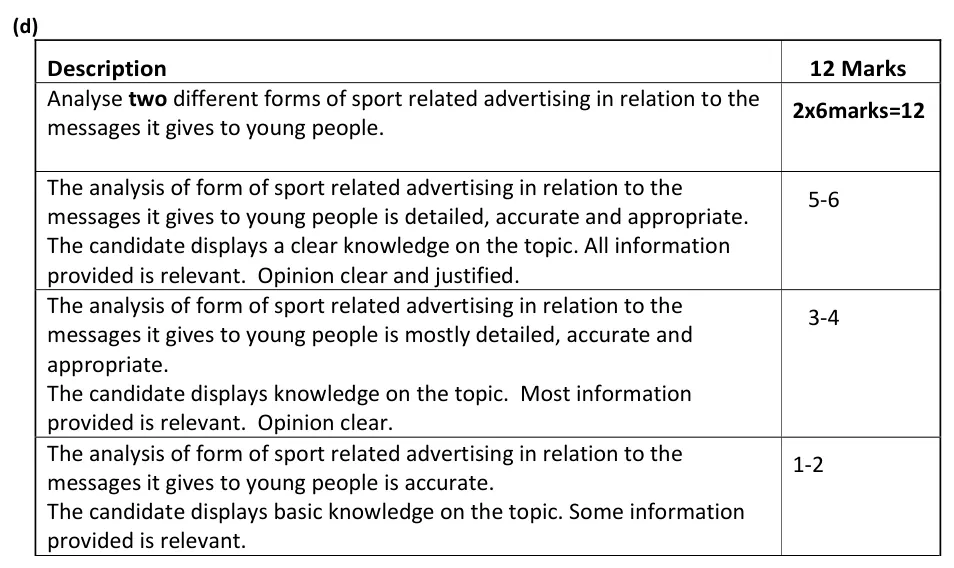 (d)
Description 12 Marks
Analyse two different forms of sport related advertising in relation to the
messages it gives to young people.
2x6marks=12
The analysis of form of sport related advertising in relation to the
messages it gives to young people is detailed, accurate and appropriate.
The candidate displays a clear knowledge on the topic. All information
provided is relevant.  Opinion clear and justified.
5-6
The analysis of form of sport related advertising in relation to the
messages it gives to young people is mostly detailed, accurate and
appropriate.
The candidate displays knowledge on the topic.  Most information
provided is relevant.  Opinion clear.
3-4
The analysis of form of sport related advertising in relation to the
messages it gives to young people is accurate.
The candidate displays basic knowledge on the topic. Some information
provided is relevant.
1-2